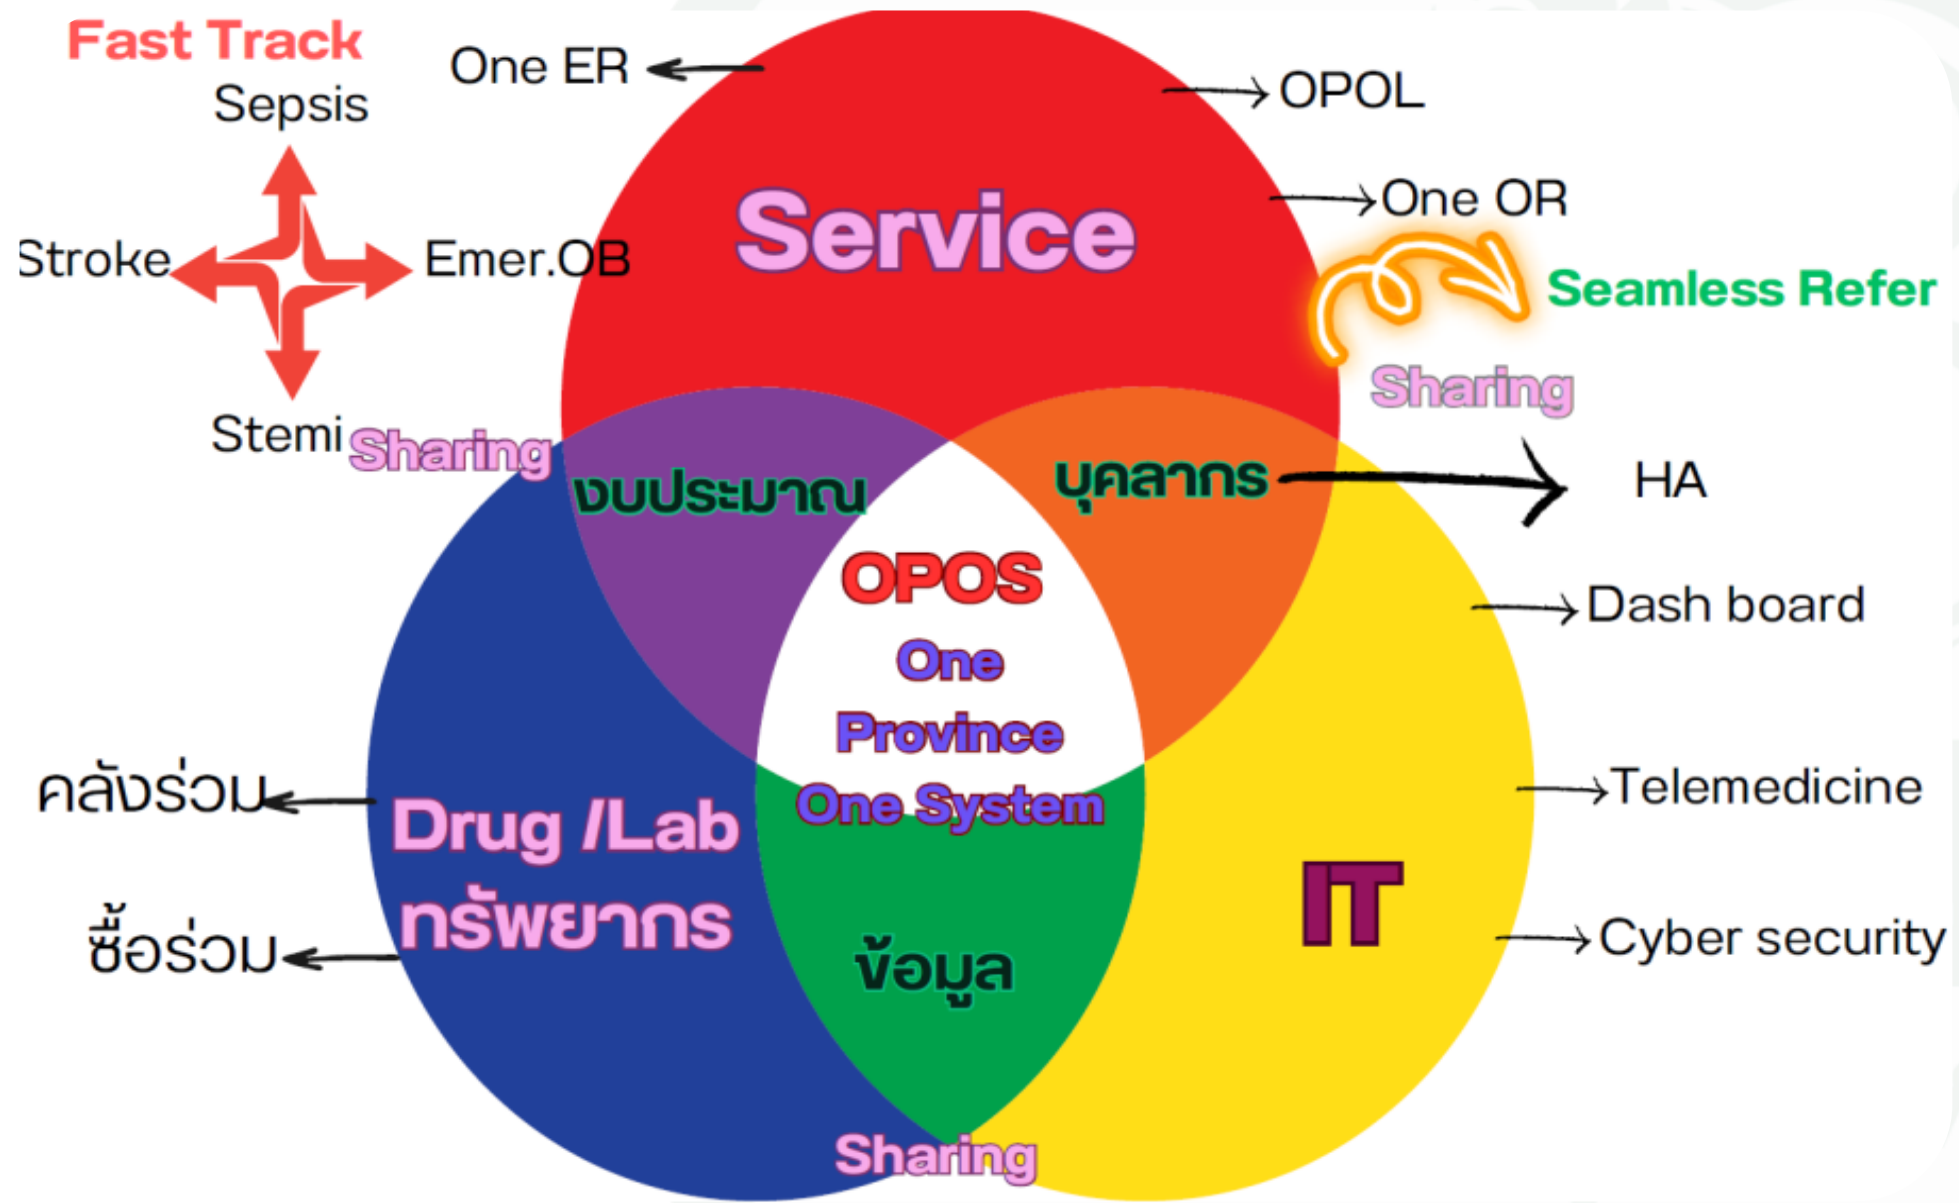 Fast Track
Sepsis
Stroke
Emer.OB
Stemi
One ER
OPOL
One OR
Service
Seamless Refer
Sharing
Sharing
งบประมาณ
บุคลากร
HA
OPOS
One
Province
One System
Dash board
Telemedicine
Cyber security
IT
คลังร่วม
ซื้อร่วม
Drug /Lab
ทรัพยากร
ข้อมูล
Sharing